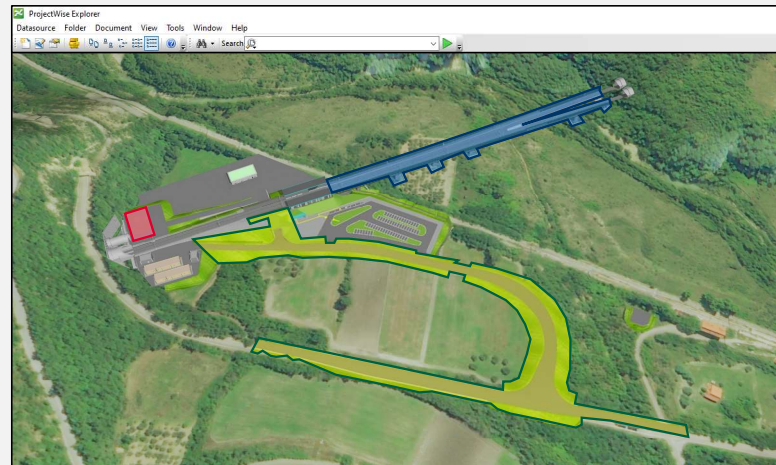 ProjectWise Explorer
Datasource Folder Document View Tools Window Help
Search